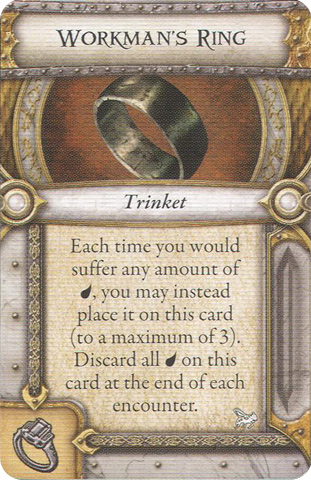 WORKMAN'S RING
Trinket
Each time you would
suffer any amount of
, you may instead
place it on this card
(to a maximum of 3).
Discard all on this
card at the end of each
encounter.